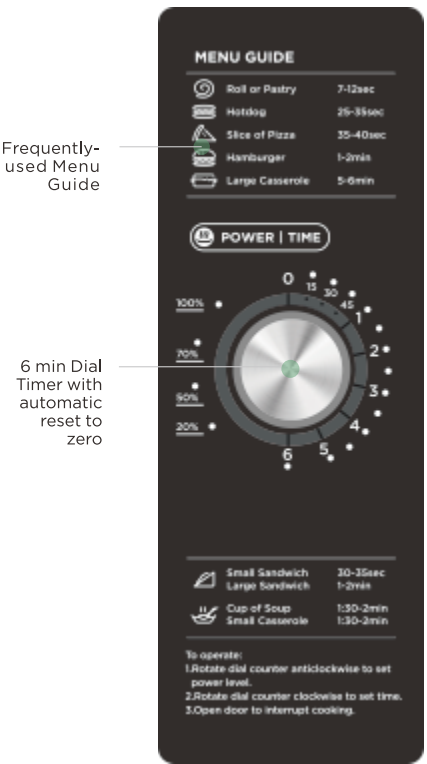 MENU GUIDE
Roll or Pastry 7-12sec
Hotdog 25-35sec
Slice of Pizza 35-40sec
Hamburger 1-2min
Large Casserole 5-6min
Frequently-
used Menu
Guide
POWER | TIME
0
15
30
45
1
2
3
4
5
6
100%
70%
50%
20%
6 min Dial
Timer with
automatic
reset to
zero
Small Sandwich 30-35sec
Large Sandwich 1-2min
Cup of Soup 1:30-2min
Small Casserole 1:30-2min
To operate:
1.Rotate dial counter anticlockwise to set
power level.
2.Rotate dial counter clockwise to set time.
3.Open door to interrupt cooking.